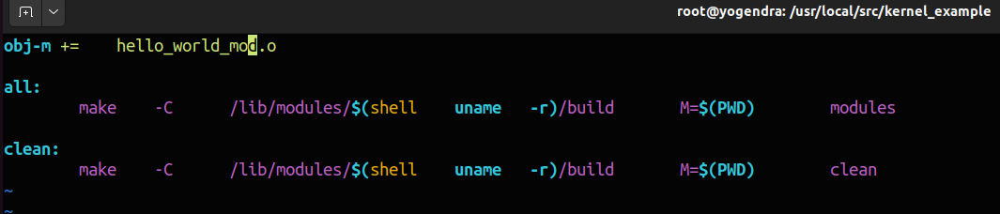 root@yogendra: /usr/local/src/kernel_example
obj-m += hello_world_mod.o
all:
make -C /lib/modules/$(shell uname -r)/build M=$(PWD) modules
clean:
make -C /lib/modules/$(shell uname -r)/build M=$(PWD) clean
~
~